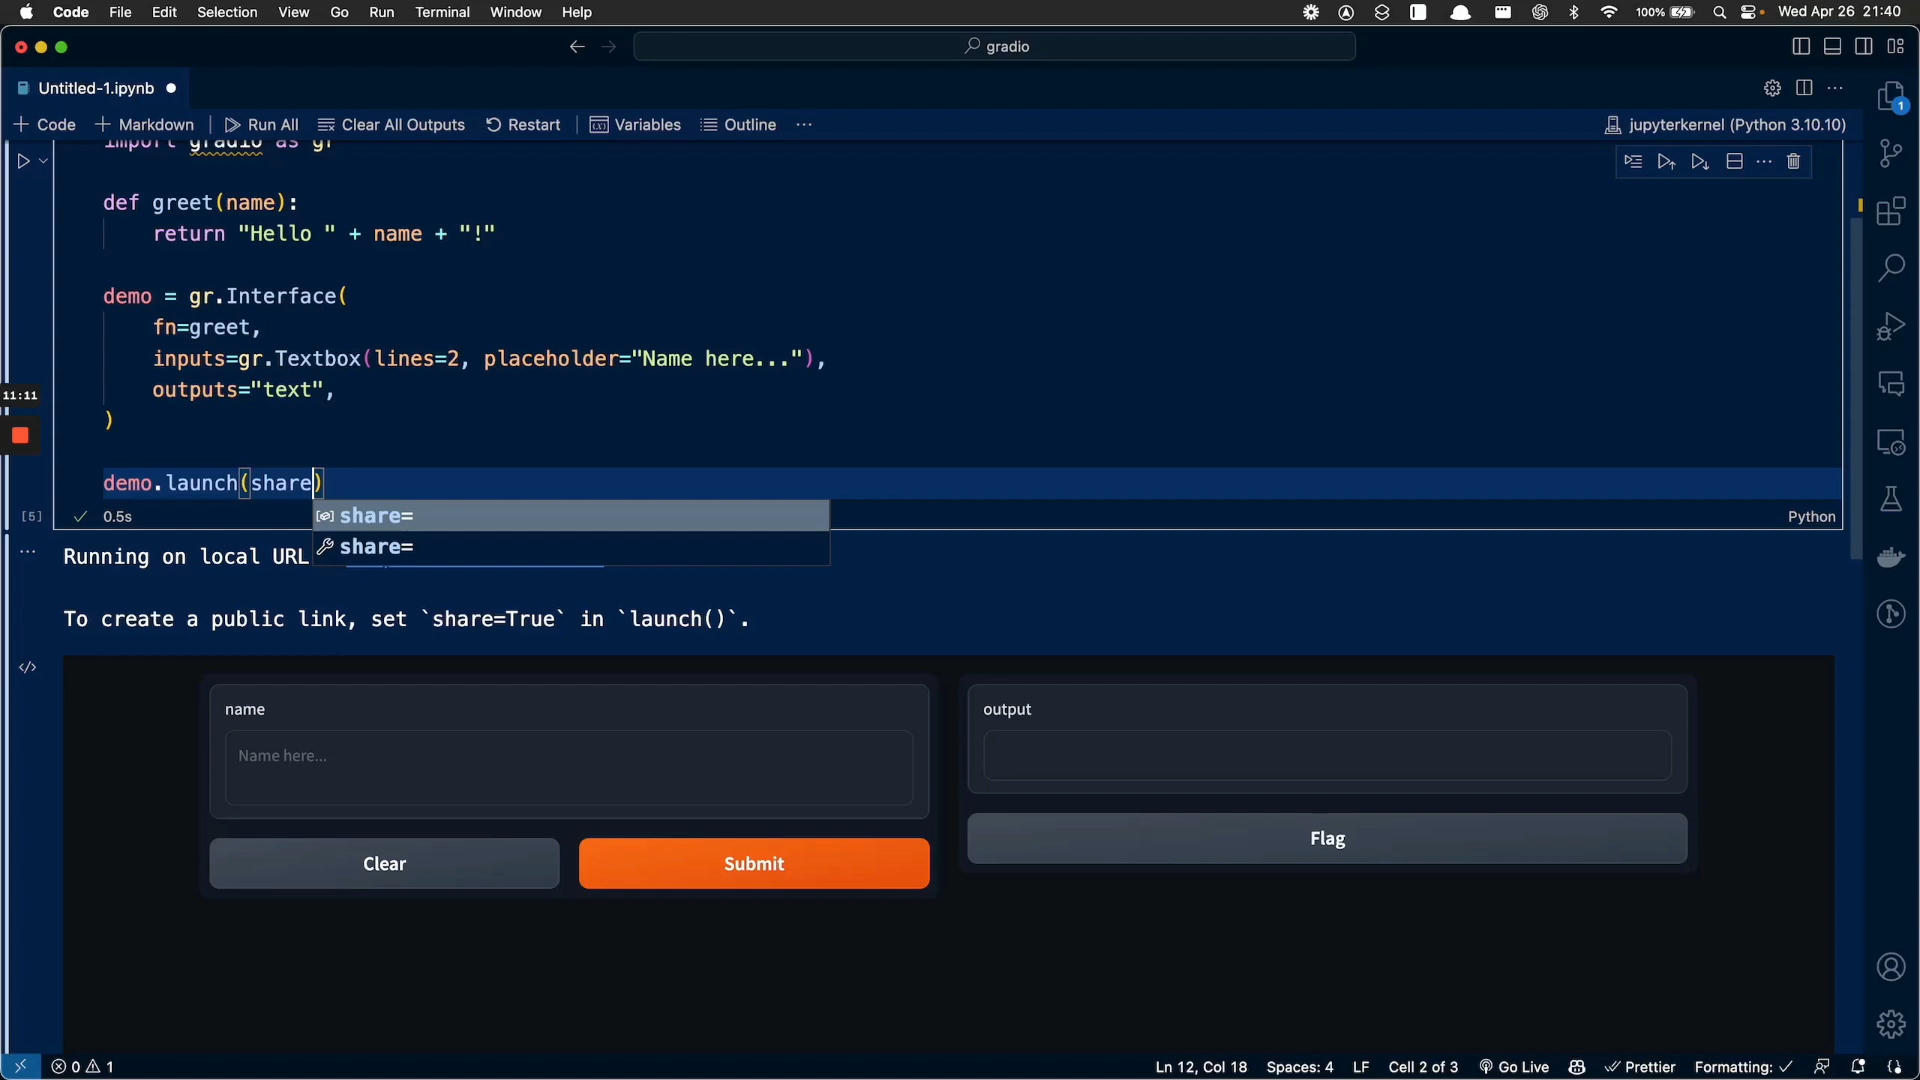 Code File Edit Selection View Go Run Terminal Window Help 100% Wed Apr 26 21:40
gradio
Untitled-1.ipynb
Code Markdown Run All Clear All Outputs Restart Variables Outline ... jupyterkernel (Python 3.10.10)
1
import gradio as gr
def greet(name):
return "Hello " + name + "!"
demo = gr.Interface(
fn=greet,
inputs=gr.Textbox(lines=2, placeholder="Name here..."),
outputs="text",
)
11:11
demo.launch(share)
[5] 0.5s Python
share=
share=
Running on local URL
To create a public link, set `share=True` in `launch()`.
name
Name here...
Clear
Submit
output
Flag
0 1 Ln 12, Col 18 Spaces: 4 LF Cell 2 of 3 Go Live Prettier Formatting: